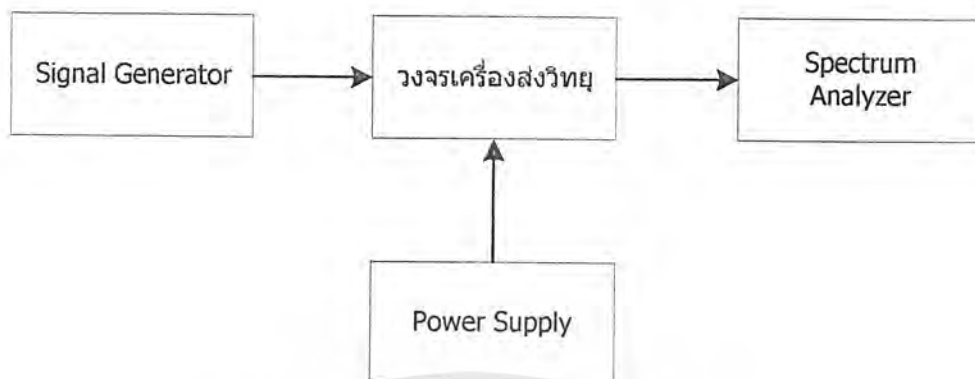 Signal Generator
วงจรเครื่องส่งวิทยุ
Spectrum
Analyzer
Power Supply